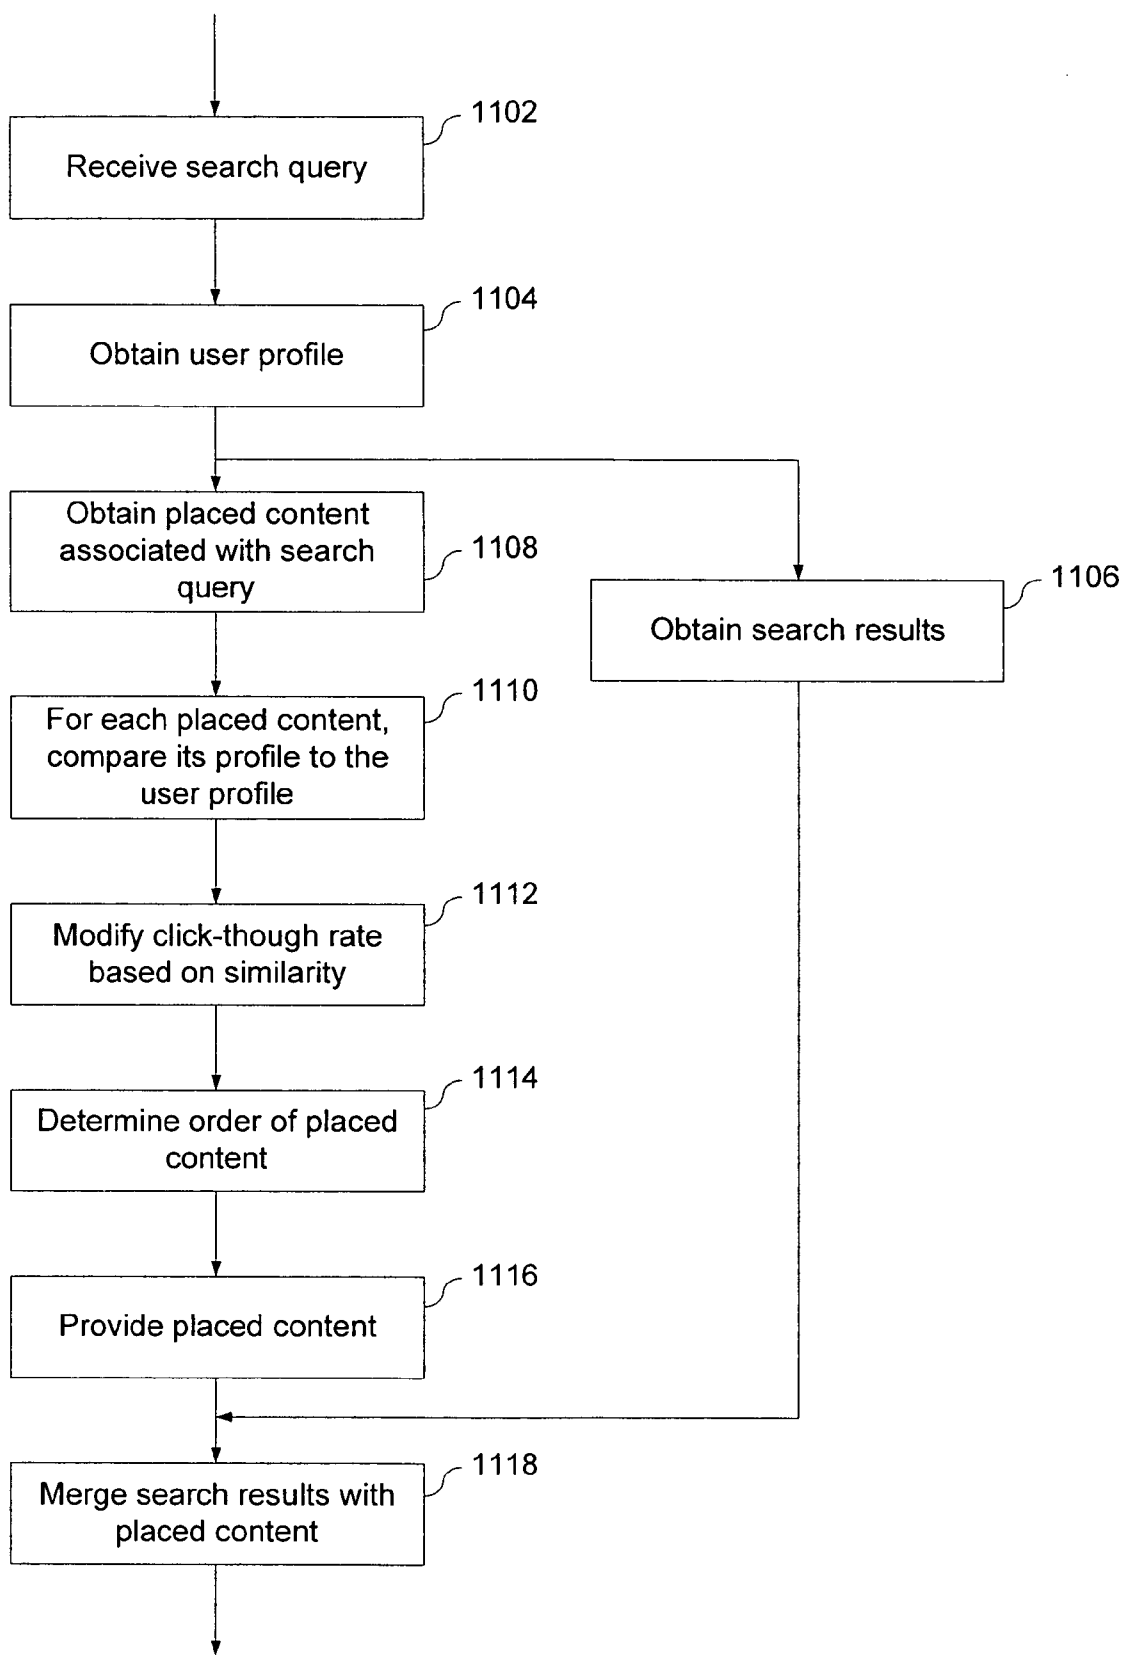 1102
Receive search query
1104
Obtain user profile
Obtain placed content
associated with search
query
1108
1106
Obtain search results
1110
For each placed content,
compare its profile to the
user profile
1112
Modify click-though rate
based on similarity
1114
Determine order of placed
content
1116
Provide placed content
1118
Merge search results with
placed content